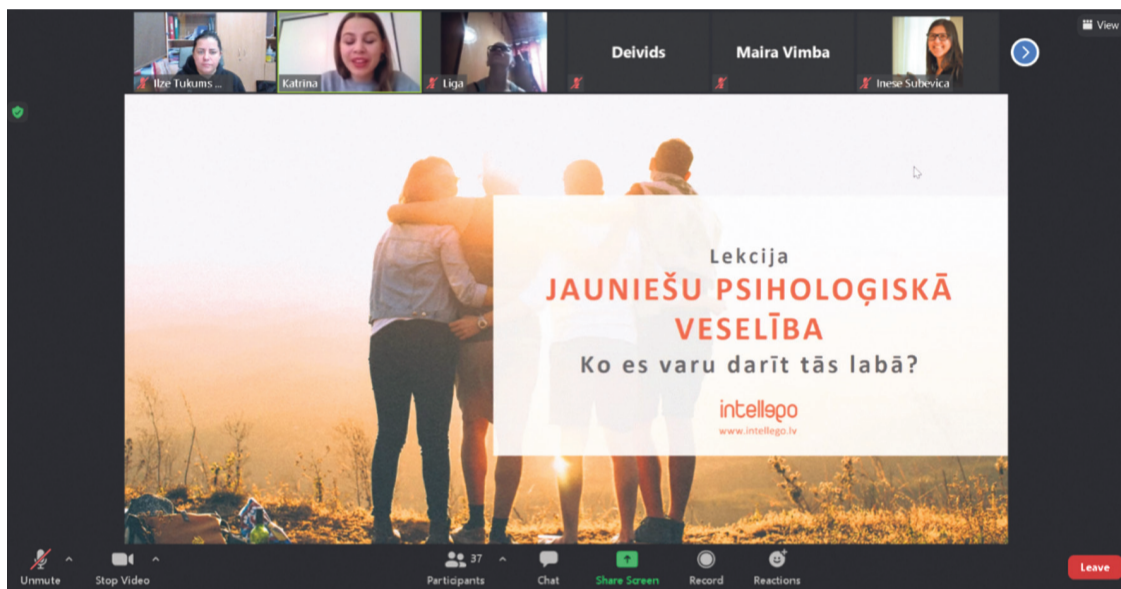 View
Ilze Tukums ...
Katrina
Liga
Deivids
Maira Vimba
Inese Subevica
Lekcija
JAUNIEŠU PSIHOLOĢISKĀ
VESELĪBA
Ko es varu darīt tās labā?
intellego
www.intellego.lv
Unmute
Stop Video
37
Participants
Chat
Share Screen
Record
Reactions
Leave